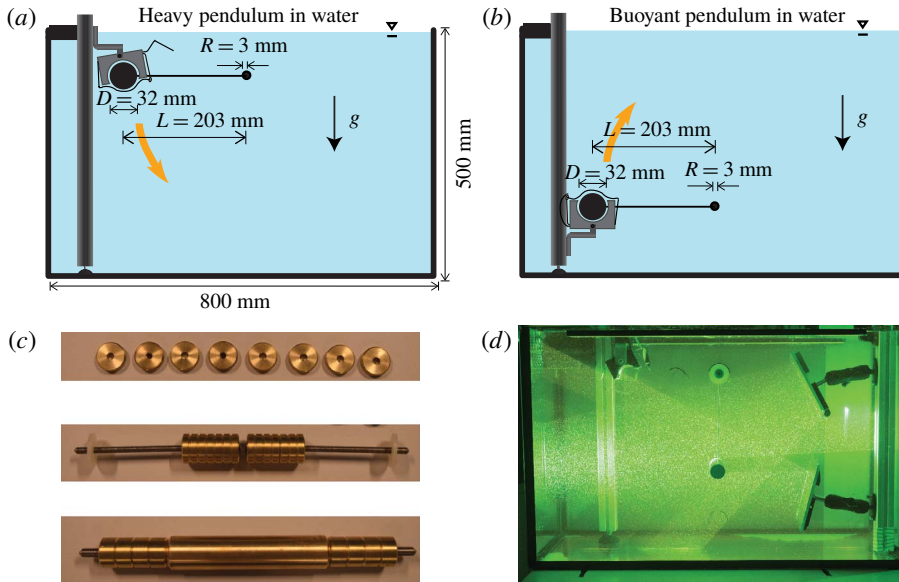 (a) Heavy pendulum in water
R = 3 mm
D = 32 mm
L = 203 mm
g
500 mm
800 mm
(b) Buoyant pendulum in water
g
L = 203 mm
D = 32 mm
R = 3 mm
(c)
(d)